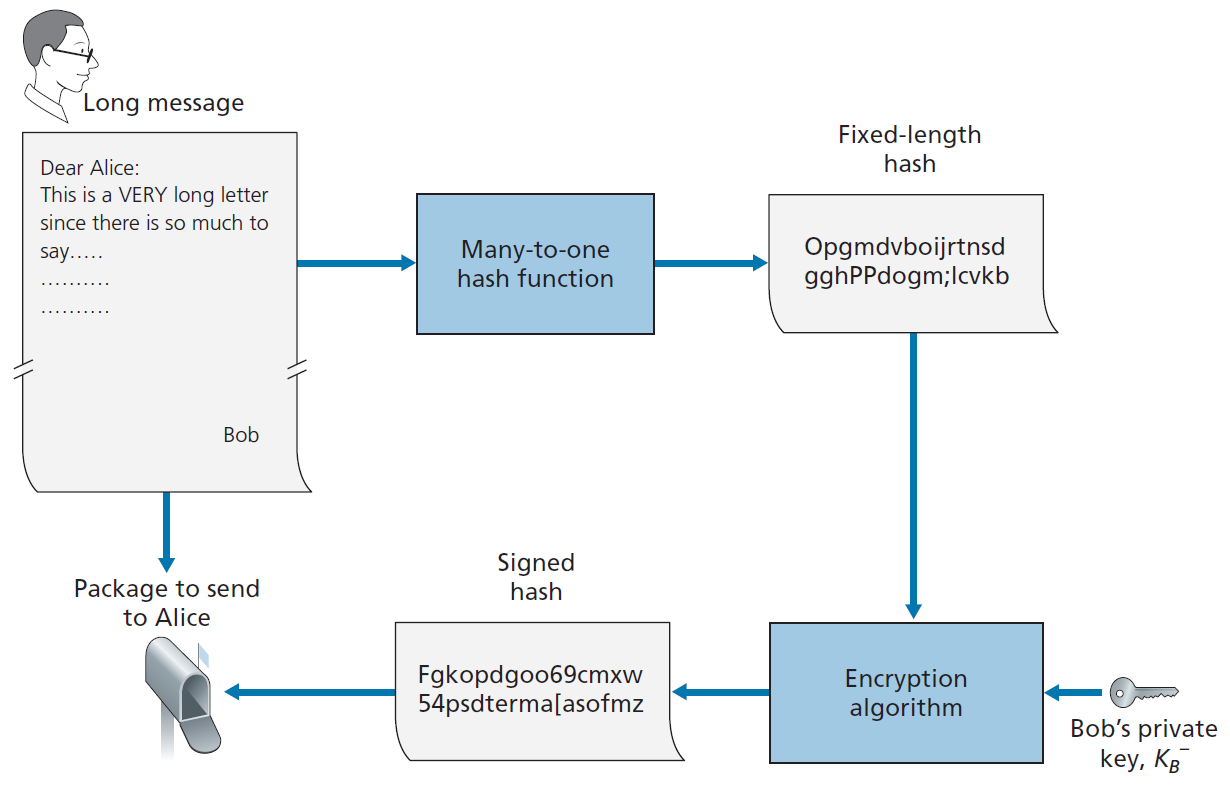 Long message
Dear Alice:
This is a VERY long letter
since there is so much to
say.....
..........
..........
Bob
Many-to-one
hash function
Fixed-length
hash
Opgmdvboijrtnsd
gghPPdogm;lcvkb
Package to send
to Alice
Signed
hash
Fgkopdgoo69cmxw
54psdterma[asofmz
Encryption
algorithm
Bob’s private
key, K_B⁻